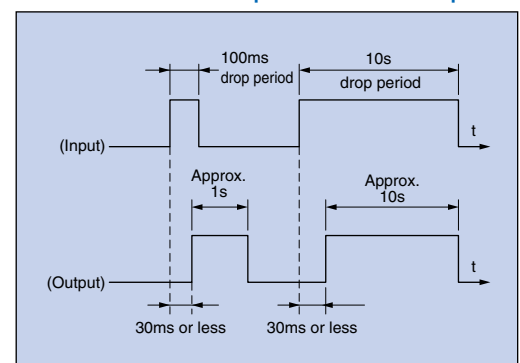 100ms
drop period
10s
drop period
(Input)
t
Approx.
1s
Approx.
10s
(Output)
t
30ms or less
30ms or less